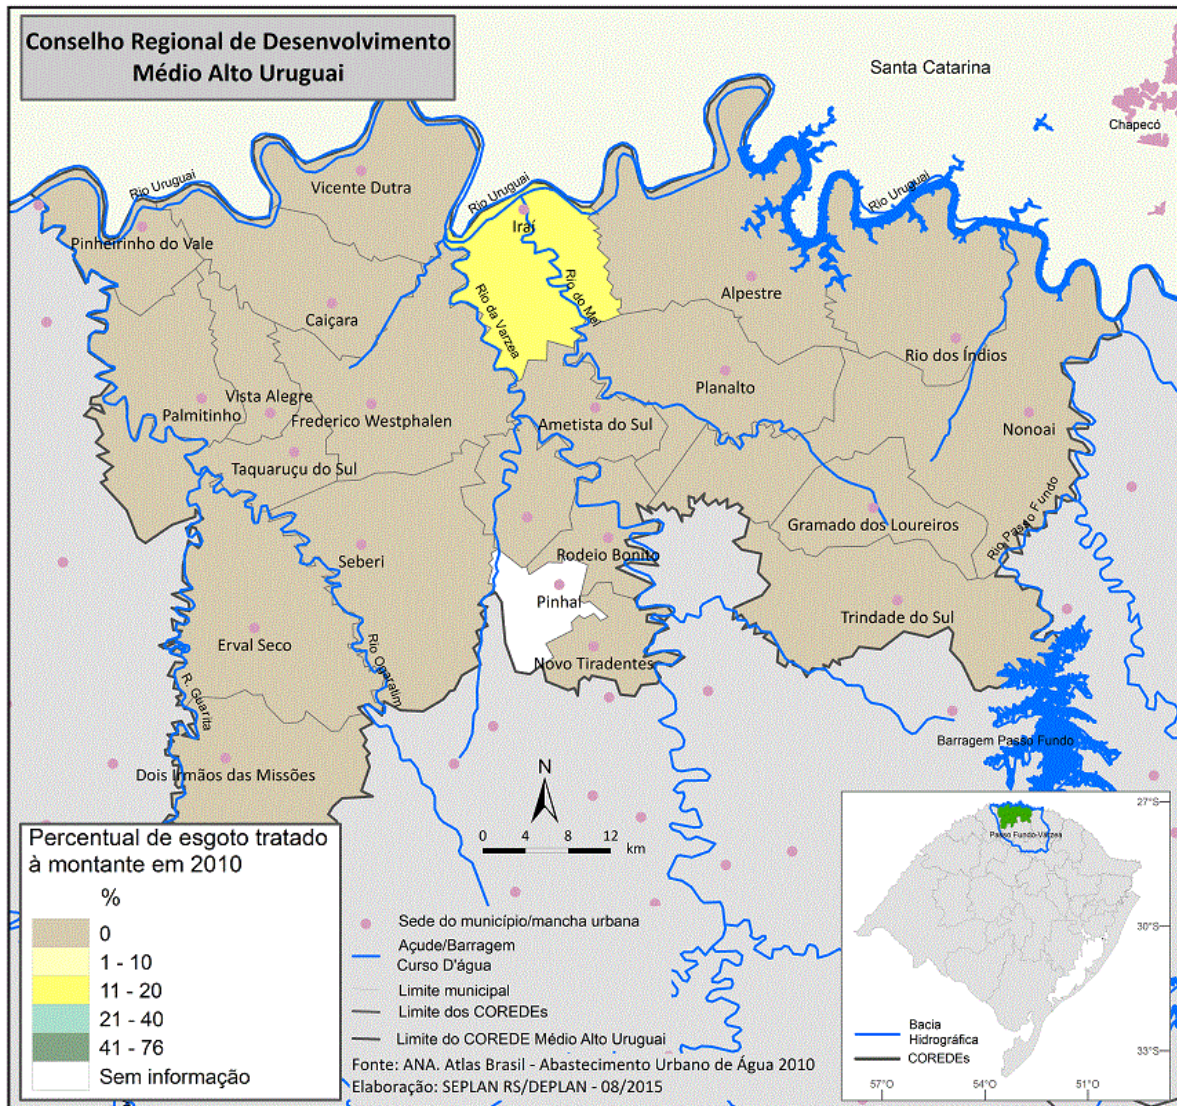 Conselho Regional de Desenvolvimento
Médio Alto Uruguai
Santa Catarina
Chapecó
Rio Uruguai
Vicente Dutra
Rio Uruguai
Rio Uruguai
Iraí
Pinheirinho do Vale
Rio do Mel
Rio da Varzea
Alpestre
Caiçara
Rio dos Índios
Planalto
Vista Alegre
Palmitinho
Frederico Westphalen
Ametista do Sul
Nonoai
Taquaruçu do Sul
Gramado dos Loureiros
Rio Passo Fundo
Seberi
Rodeio Bonito
Pinhal
Trindade do Sul
Erval Seco
Novo Tiradentes
Rio Ogaratim
R. Guarita
Barragem Passo Fundo
Dois Irmãos das Missões
N
0 4 8 12
km
Percentual de esgoto tratado
à montante em 2010
%
0
1 - 10
11 - 20
21 - 40
41 - 76
Sem informação
Sede do município/mancha urbana
Açude/Barragem
Curso D'água
Limite municipal
Limite dos COREDEs
Limite do COREDE Médio Alto Uruguai
Fonte: ANA. Atlas Brasil - Abastecimento Urbano de Água 2010
Elaboração: SEPLAN RS/DEPLAN - 08/2015
Passo Fundo-Várzea
27°S
30°S
33°S
Bacia
Hidrográfica
COREDEs
57°0
54°0
51°0